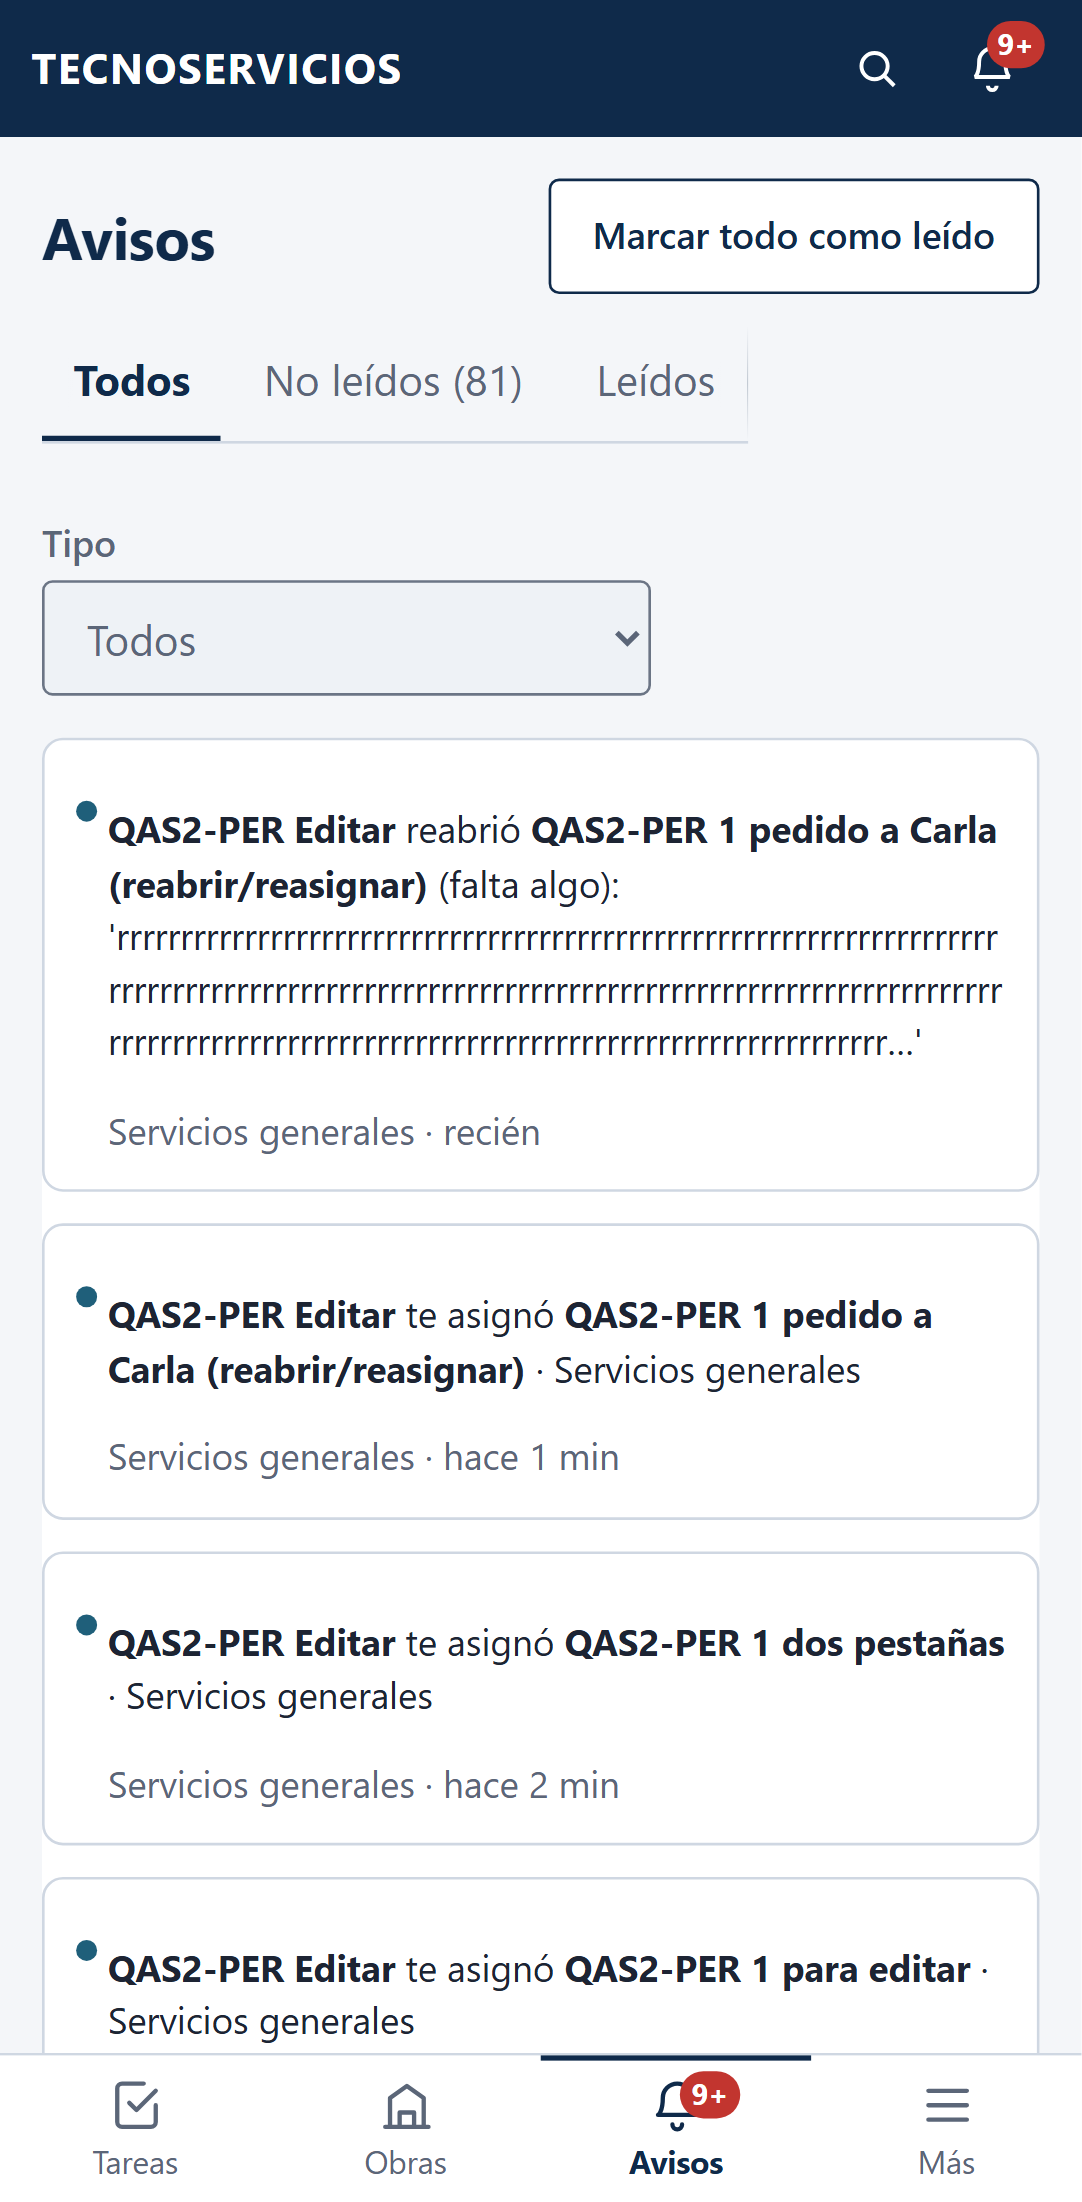 TECNOSERVICIOS
9+
Avisos
Marcar todo como leído
Todos
No leídos (81)
Leídos
Tipo
Todos
QAS2-PER Editar reabrió QAS2-PER 1 pedido a Carla
(reabrir/reasignar) (falta algo):
'rrrrrrrrrrrrrrrrrrrrrrrrrrrrrrrrrrrrrrrrrrrrrrrrrrrrrrrrrrrrrrrrrrrrr
rrrrrrrrrrrrrrrrrrrrrrrrrrrrrrrrrrrrrrrrrrrrrrrrrrrrrrrrrrrrrrrrrrrrrr
rrrrrrrrrrrrrrrrrrrrrrrrrrrrrrrrrrrrrrrrrrrrrrrrrrrrrrrrrrrrr...'
Servicios generales · recién
QAS2-PER Editar te asignó QAS2-PER 1 pedido a
Carla (reabrir/reasignar) · Servicios generales
Servicios generales · hace 1 min
QAS2-PER Editar te asignó QAS2-PER 1 dos pestañas
· Servicios generales
Servicios generales · hace 2 min
QAS2-PER Editar te asignó QAS2-PER 1 para editar ·
Servicios generales
9+
Tareas
Obras
Avisos
Más